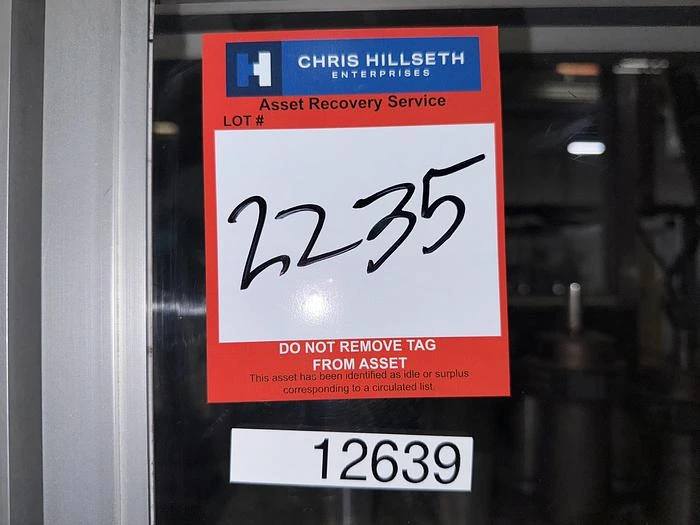 CHRIS HILLSETH
ENTERPRISES
Asset Recovery Service
LOT #
2235
DO NOT REMOVE TAG
FROM ASSET
This asset has been identified as idle or surplus
corresponding to a circulated list.
12639